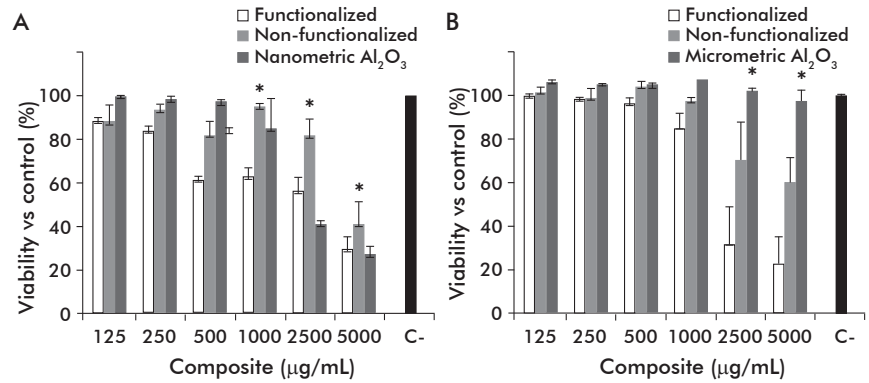 A
Functionalized
Non-functionalized
Nanometric Al₂O₃
Viability vs control (%)
100
80
60
40
20
0
* * *
125 250 500 1000 2500 5000 C-
Composite (µg/mL)
B
Functionalized
Non-functionalized
Micrometric Al₂O₃
Viability vs control (%)
100
80
60
40
20
0
* *
125 250 500 1000 2500 5000 C-
Composite (µg/mL)